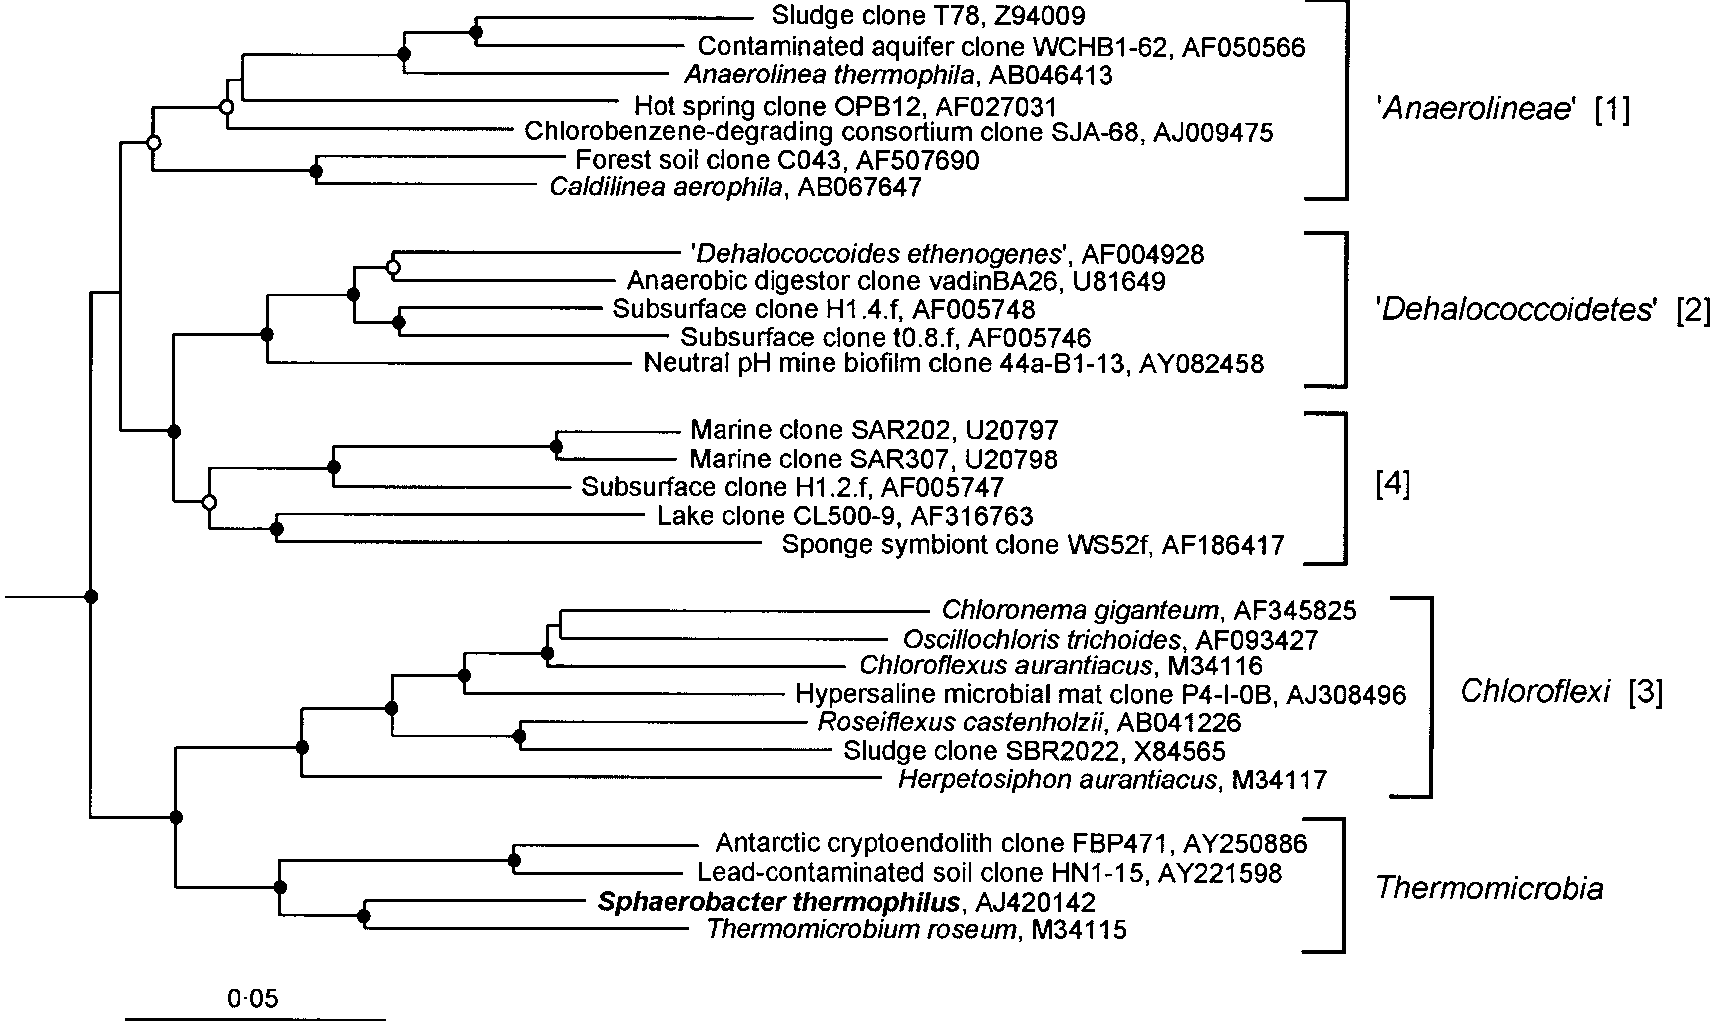 Sludge clone T78, Z94009
Contaminated aquifer clone WCHB1-62, AF050566
Anaerolinea thermophila, AB046413
Hot spring clone OPB12, AF027031
Chlorobenzene-degrading consortium clone SJA-68, AJ009475
Forest soil clone C043, AF507690
Caldilinea aerophila, AB067647
'Anaerolineae' [1]
'Dehalococcoides ethenogenes', AF004928
Anaerobic digestor clone vadinBA26, U81649
Subsurface clone H1.4.f, AF005748
Subsurface clone t0.8.f, AF005746
Neutral pH mine biofilm clone 44a-B1-13, AY082458
'Dehalococcoidetes' [2]
Marine clone SAR202, U20797
Marine clone SAR307, U20798
Subsurface clone H1.2.f, AF005747
Lake clone CL500-9, AF316763
Sponge symbiont clone WS52f, AF186417
[4]
Chloronema giganteum, AF345825
Oscillochloris trichoides, AF093427
Chloroflexus aurantiacus, M34116
Hypersaline microbial mat clone P4-I-0B, AJ308496
Roseiflexus castenholzii, AB041226
Sludge clone SBR2022, X84565
Herpetosiphon aurantiacus, M34117
Chloroflexi [3]
Antarctic cryptoendolith clone FBP471, AY250886
Lead-contaminated soil clone HN1-15, AY221598
Sphaerobacter thermophilus, AJ420142
Thermomicrobium roseum, M34115
Thermomicrobia
0·05